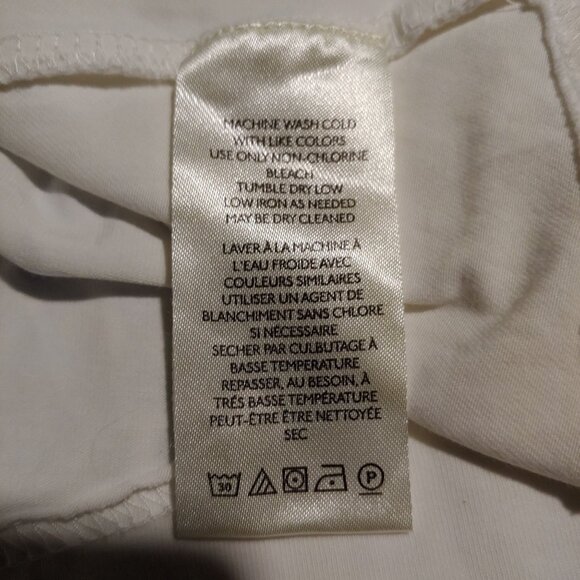 MACHINE WASH COLD
WITH LIKE COLORS
USE ONLY NON-CHLORINE
BLEACH
TUMBLE DRY LOW
LOW IRON AS NEEDED
MAY BE DRY CLEANED
LAVER À LA MACHINE À
L'EAU FROIDE AVEC
COULEURS SIMILAIRES
UTILISER UN AGENT DE
BLANCHIMENT SANS CHLORE
SI NÉCESSAIRE
SECHER PAR CULBUTAGE À
BASSE TEMPERATURE
REPASSER, AU BESOIN, À
TRÉS BASSE TEMPÉRATURE
PEUT-ÊTRE ÊTRE NETTOYÉE
SEC
30 P